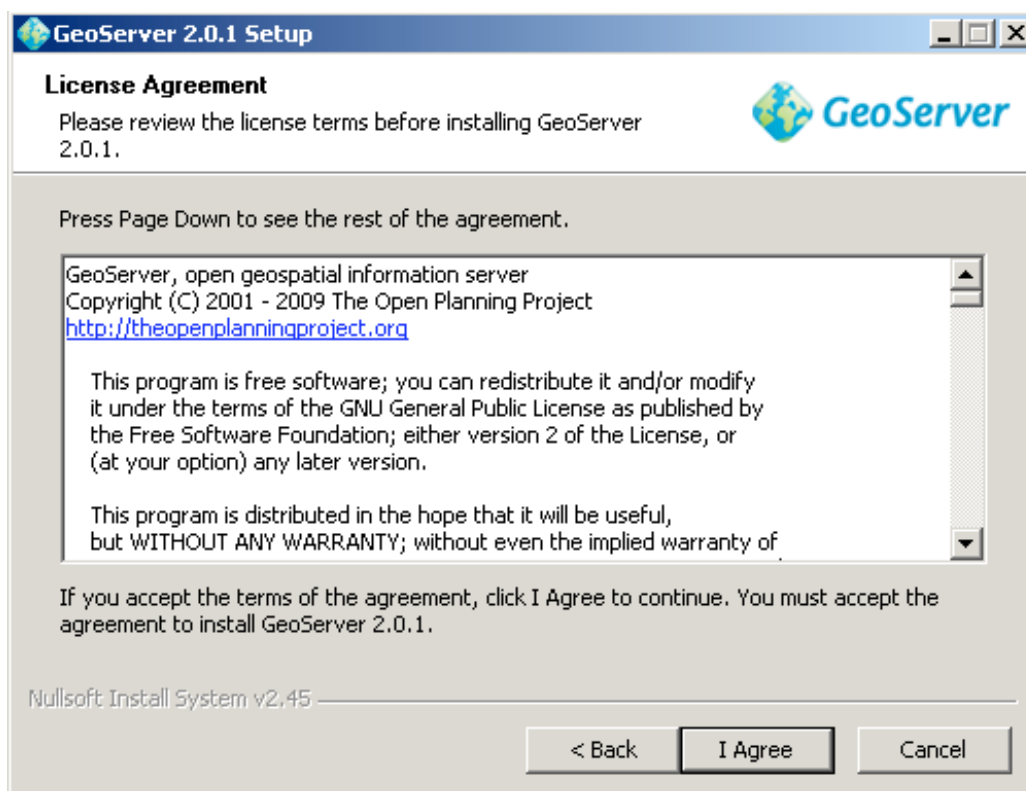 GeoServer 2.0.1 Setup
License Agreement
Please review the license terms before installing GeoServer
2.0.1.
GeoServer
Press Page Down to see the rest of the agreement.
GeoServer, open geospatial information server
Copyright (C) 2001 - 2009 The Open Planning Project
http://theopenplanningproject.org
This program is free software; you can redistribute it and/or modify
it under the terms of the GNU General Public License as published by
the Free Software Foundation; either version 2 of the License, or
(at your option) any later version.
This program is distributed in the hope that it will be useful,
but WITHOUT ANY WARRANTY; without even the implied warranty of
If you accept the terms of the agreement, click I Agree to continue. You must accept the
agreement to install GeoServer 2.0.1.
Nullsoft Install System v2.45
< Back
I Agree
Cancel